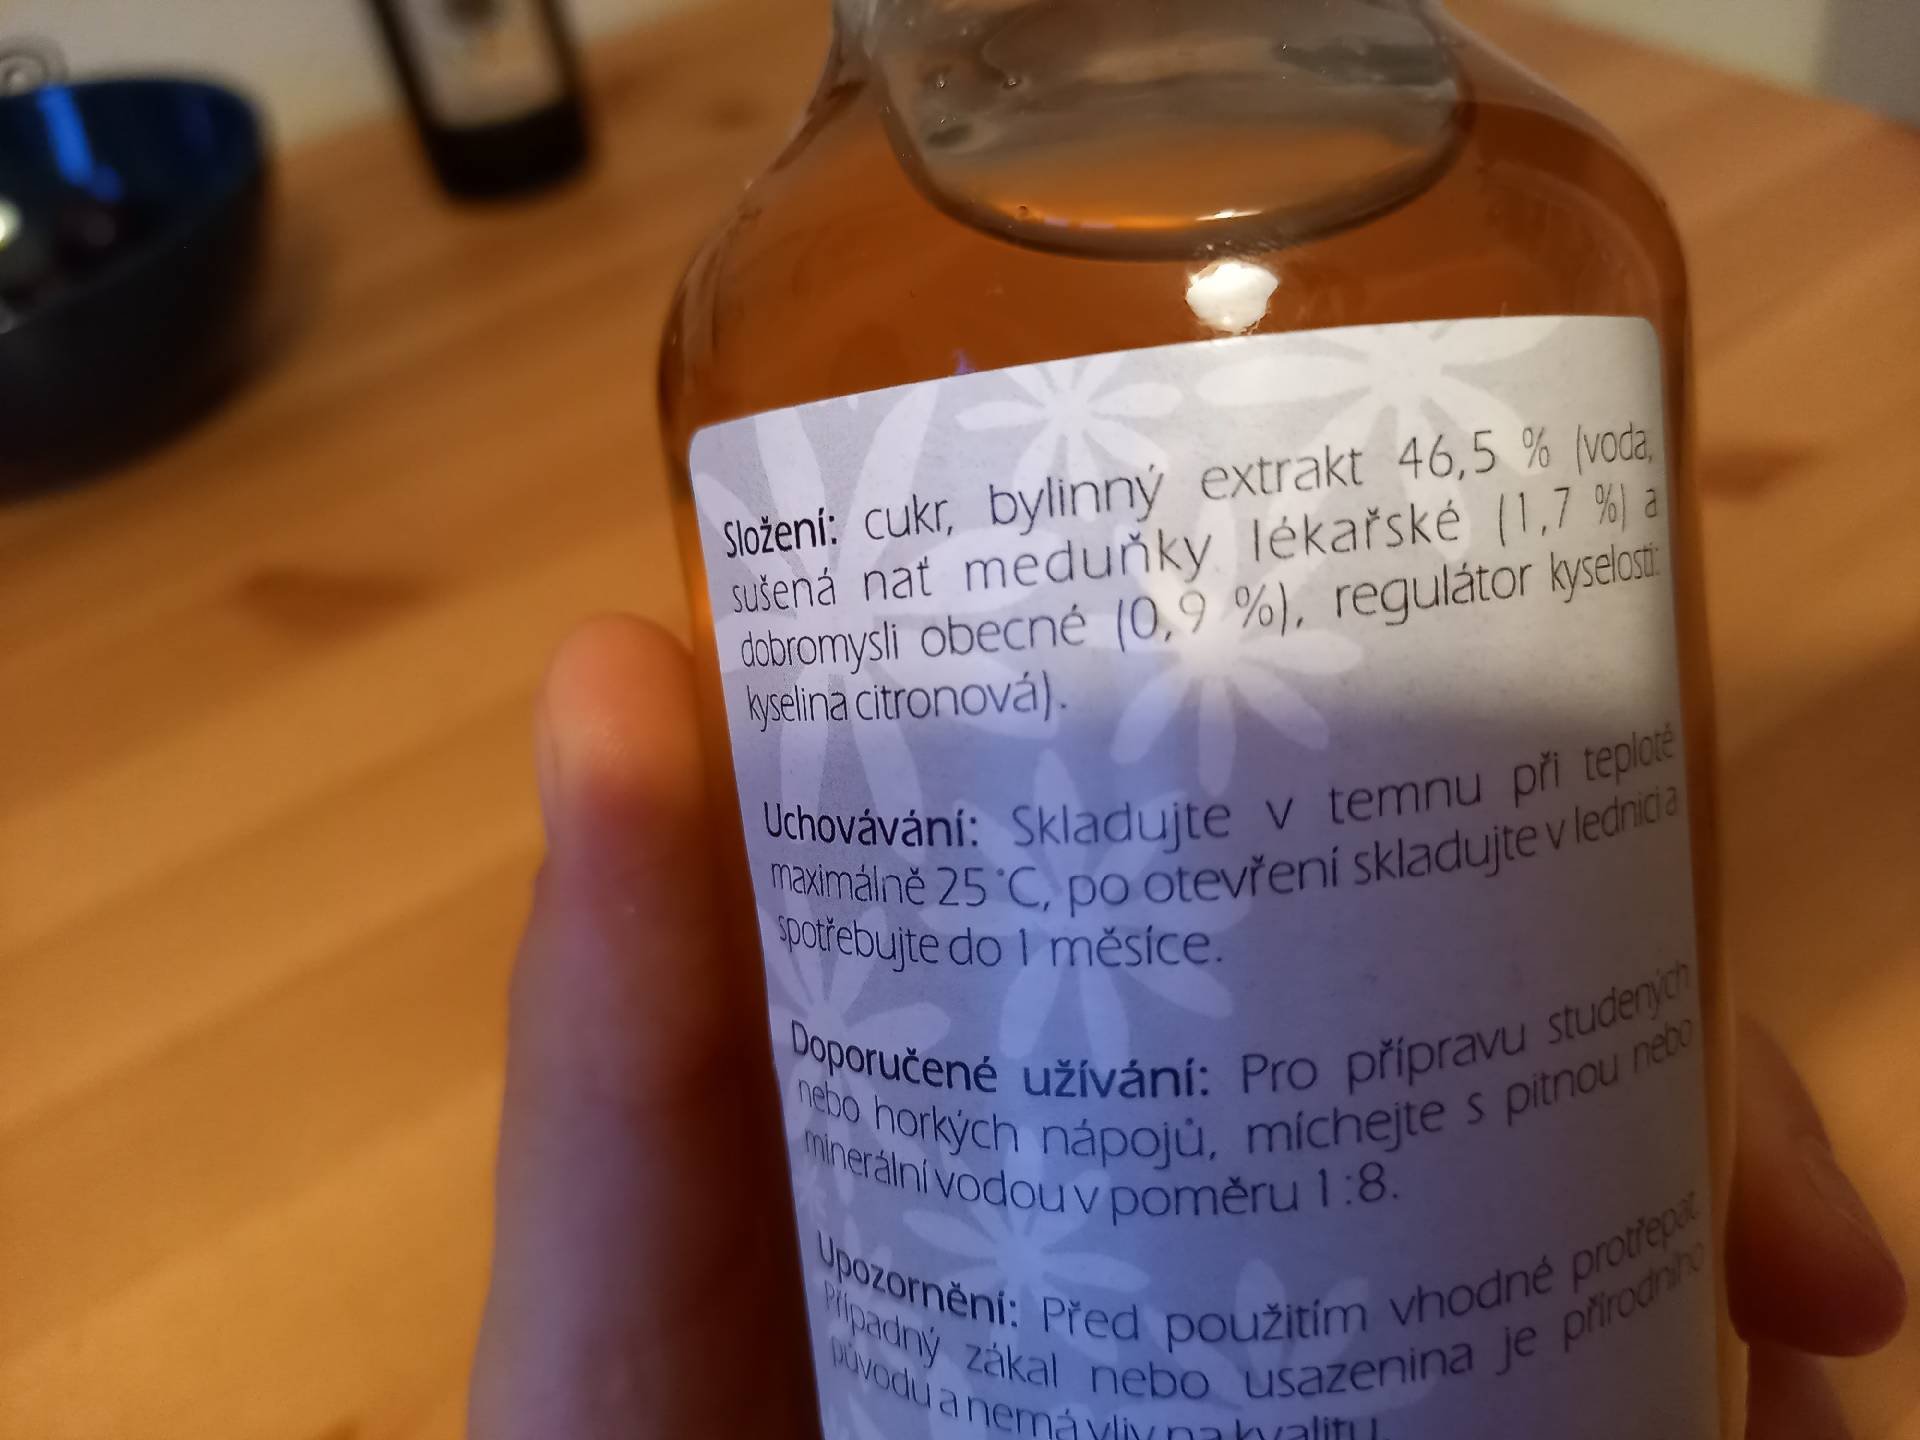 Složení: cukr, bylinný extrakt 46,5 % (voda,
sušená nať meduňky lékařské (1,7 %) a
dobromysli obecné (0,9 %), regulátor kyselosti:
kyselina citronová).
Uchovávání: Skladujte v temnu při teplotě
maximálně 25 °C, po otevření skladujte v lednici a
spotřebujte do 1 měsíce.
Doporučené užívání: Pro přípravu studených
nebo horkých nápojů, míchejte s pitnou nebo
minerální vodou v poměru 1:8.
Upozornění: Před použitím vhodné protřepat.
Případný zákal nebo usazenina je přírodního
původu a nemá vliv na kvalitu.